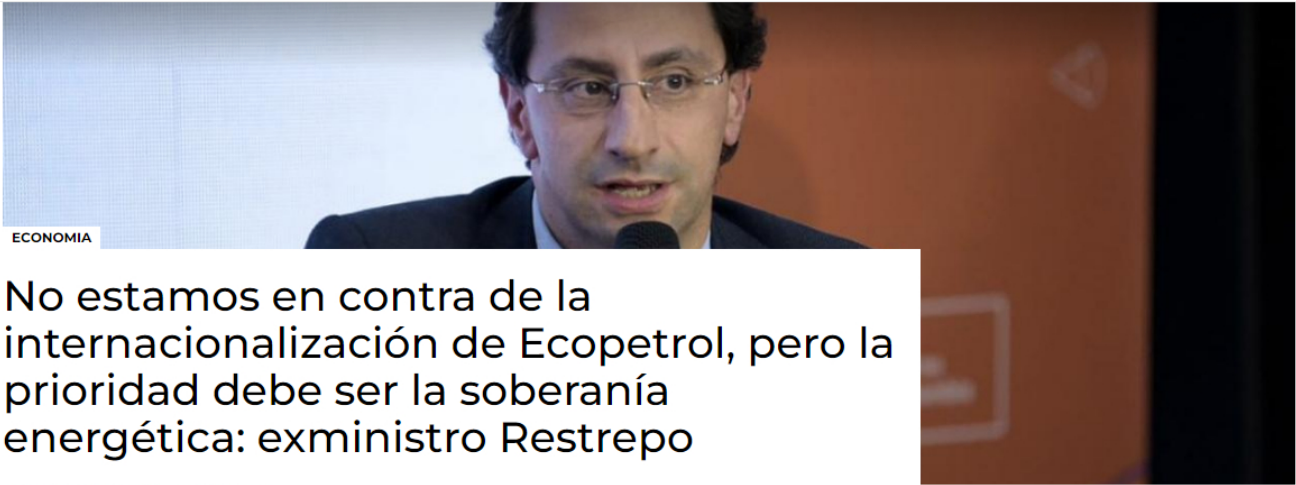 ECONOMIA
No estamos en contra de la
internacionalización de Ecopetrol, pero la
prioridad debe ser la soberanía
energética: exministro Restrepo